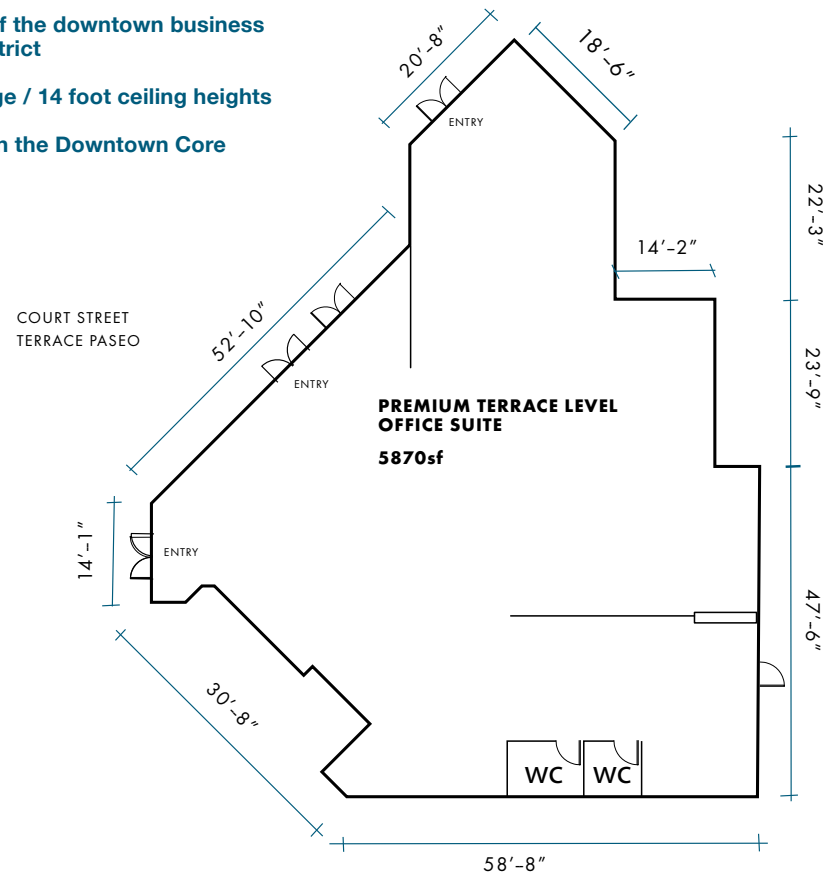 f the downtown business
trict
ge / 14 foot ceiling heights
n the Downtown Core
20'–8"
18'–6"
ENTRY
22'–3"
14'–2"
COURT STREET
TERRACE PASEO
52'–10"
ENTRY
23'–9"
PREMIUM TERRACE LEVEL
OFFICE SUITE
5870sf
14'–1"
ENTRY
47'–6"
30'–8"
WC
WC
58'–8"